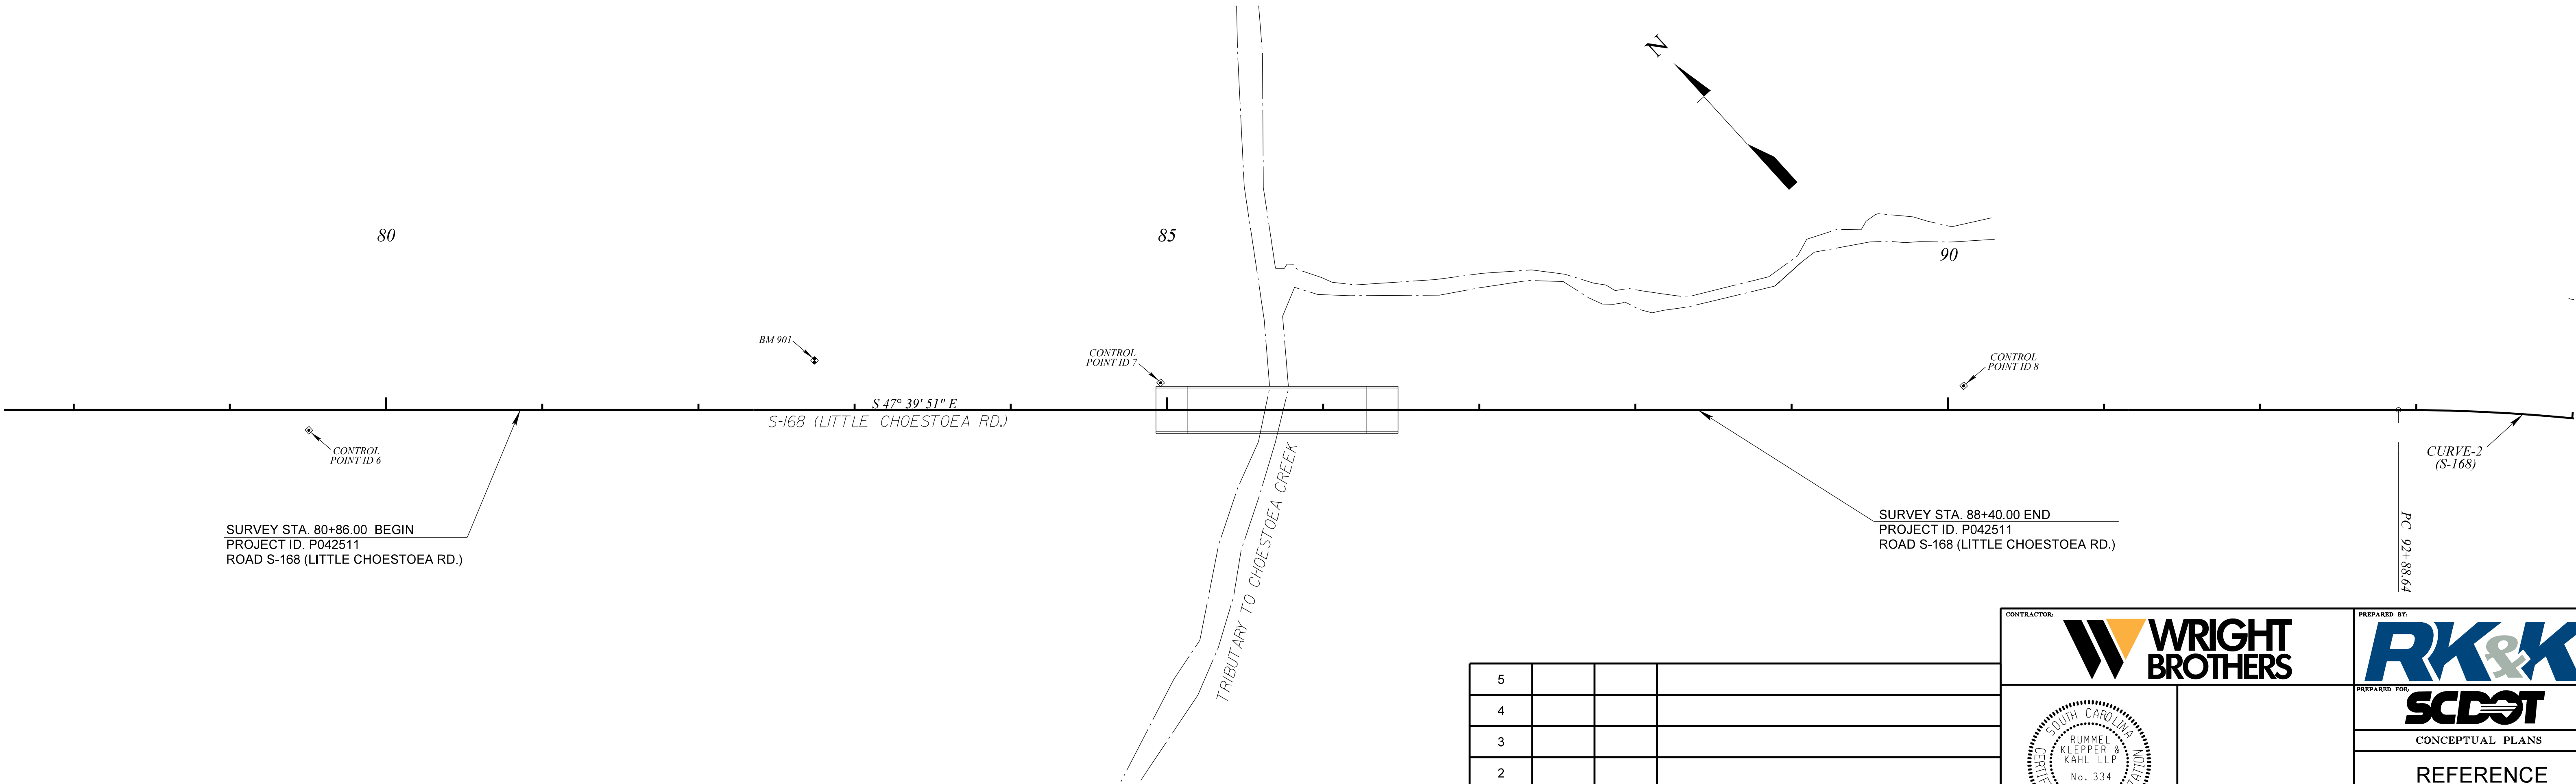 N
80
85
90
BM 901
CONTROL
POINT ID 7
CONTROL
POINT ID 8
S 47° 39' 51" E
S-168 (LITTLE CHOESTOEA RD.)
CONTROL
POINT ID 6
CURVE-2
(S-168)
SURVEY STA. 80+86.00 BEGIN
PROJECT ID. P042511
ROAD S-168 (LITTLE CHOESTOEA RD.)
TRIBUTARY TO CHOESTOEA CREEK
SURVEY STA. 88+40.00 END
PROJECT ID. P042511
ROAD S-168 (LITTLE CHOESTOEA RD.)
PC=92+88.64
CONTRACTOR:
WRIGHT
BROTHERS
PREPARED BY:
RK&K
PREPARED FOR:
SCDOT
CONCEPTUAL PLANS
REFERENCE
5
4
3
2
SOUTH CAROLINA
RUMMEL
KLEPPER &
KAHL LLP
No. 334